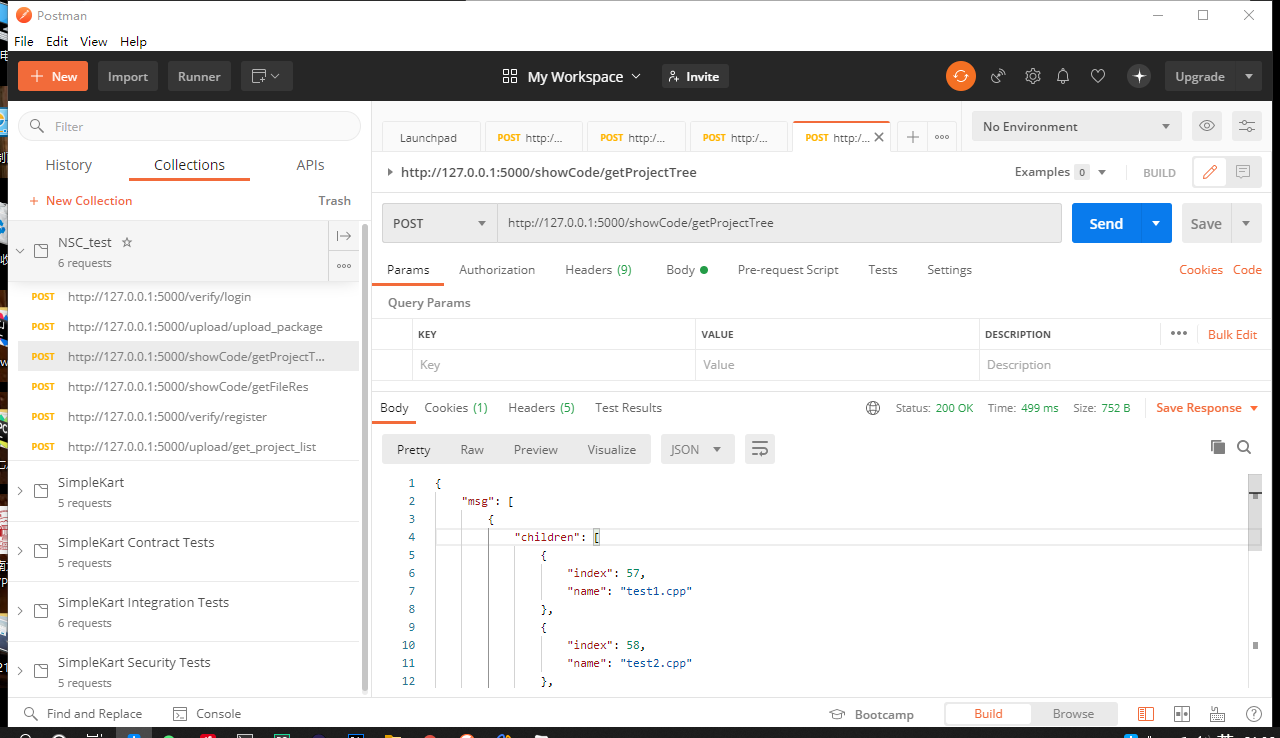 Postman
File Edit View Help
New Import Runner My Workspace Invite Upgrade
Filter
History Collections APIs
New Collection Trash
NSC_test
6 requests
POST http://127.0.0.1:5000/verify/login
POST http://127.0.0.1:5000/upload/upload_package
POST http://127.0.0.1:5000/showCode/getProjectT...
POST http://127.0.0.1:5000/showCode/getFileRes
POST http://127.0.0.1:5000/verify/register
POST http://127.0.0.1:5000/upload/get_project_list
SimpleKart
5 requests
SimpleKart Contract Tests
5 requests
SimpleKart Integration Tests
6 requests
SimpleKart Security Tests
5 requests
Launchpad POST http:/... POST http:/... POST http:/... POST http:/... No Environment
http://127.0.0.1:5000/showCode/getProjectTree Examples 0 BUILD
POST http://127.0.0.1:5000/showCode/getProjectTree Send Save
Params Authorization Headers (9) Body Pre-request Script Tests Settings Cookies Code
Query Params
KEY VALUE DESCRIPTION Bulk Edit
Key Value Description
Body Cookies (1) Headers (5) Test Results Status: 200 OK Time: 499 ms Size: 752 B Save Response
Pretty Raw Preview Visualize JSON
1 {
2 "msg": [
3 {
4 "children": [
5 {
6 "index": 57,
7 "name": "test1.cpp"
8 },
9 {
10 "index": 58,
11 "name": "test2.cpp"
12 },
Find and Replace Console Bootcamp Build Browse